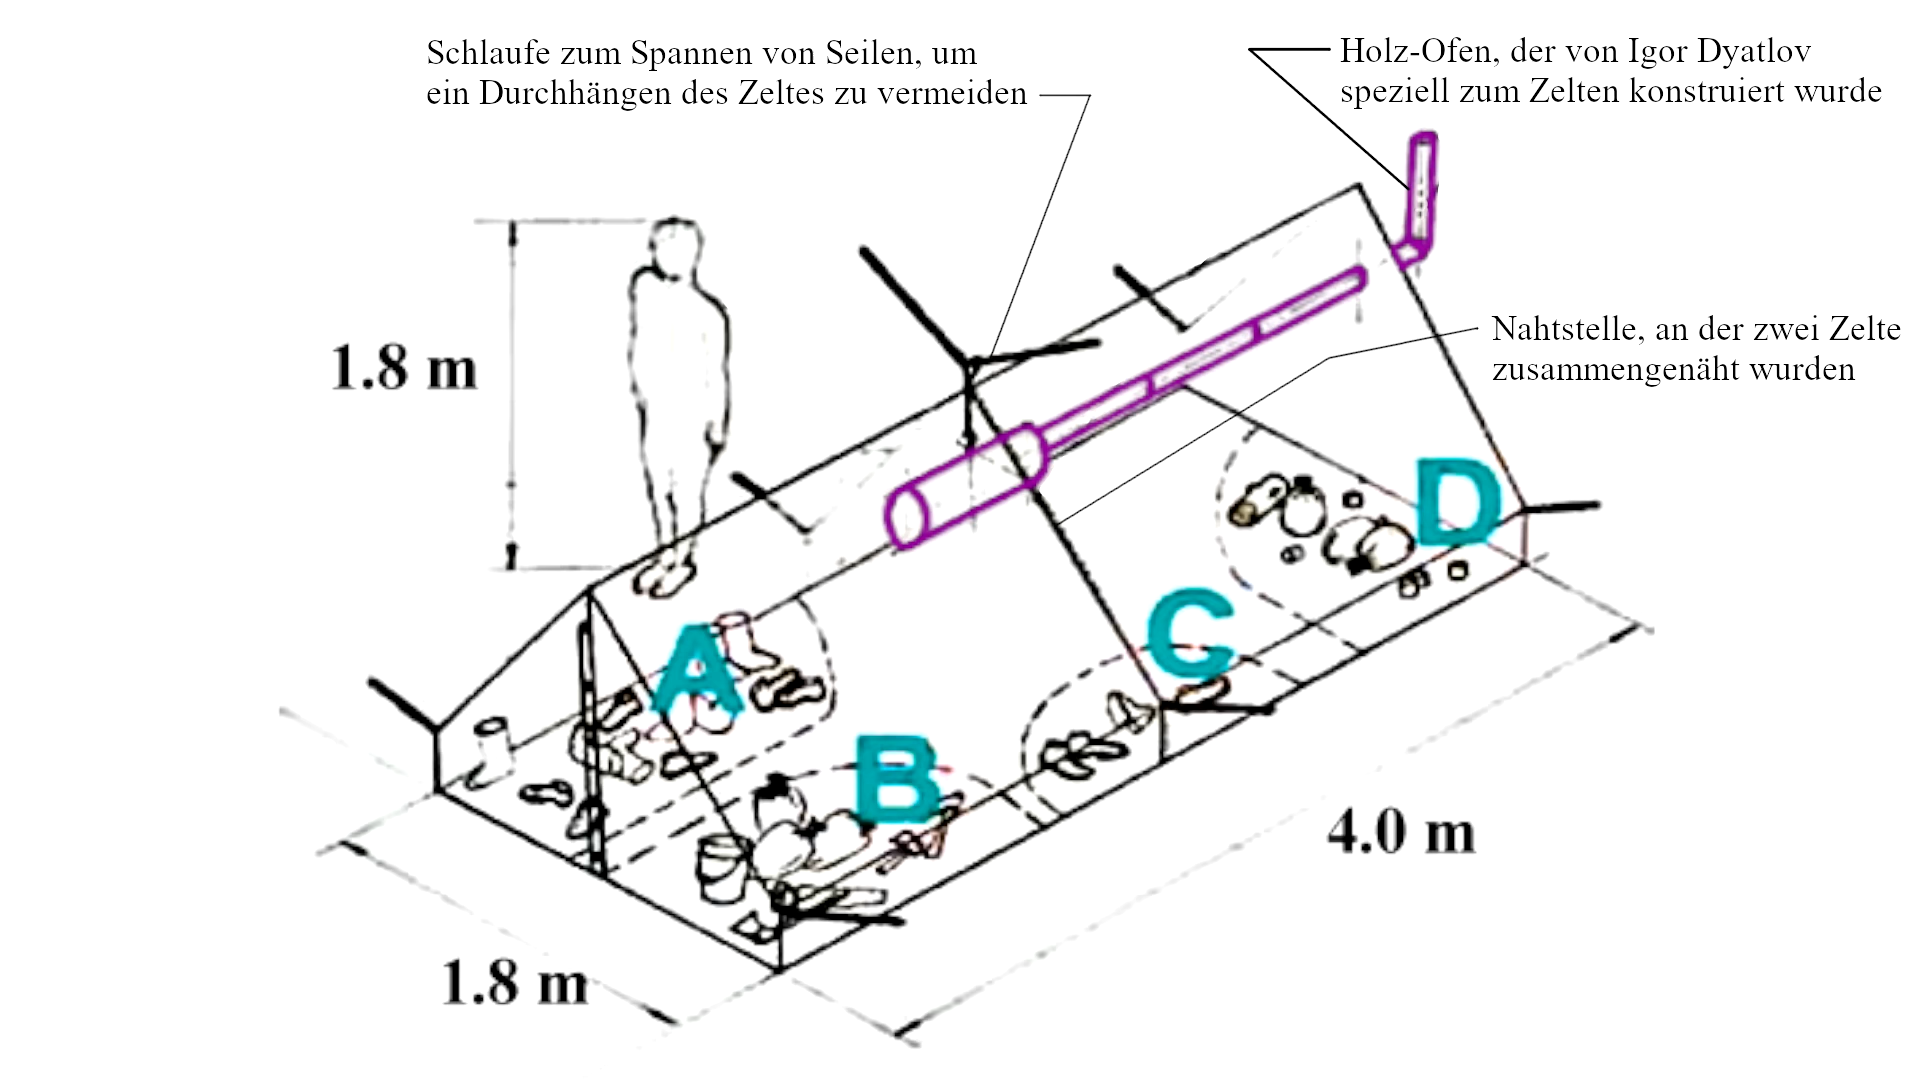 Schlaufe zum Spannen von Seilen, um
ein Durchhängen des Zeltes zu vermeiden
Holz-Ofen, der von Igor Dyatlov
speziell zum Zelten konstruiert wurde
Nahtstelle, an der zwei Zelte
zusammengenäht wurden
1.8 m
D
C
A
B
4.0 m
1.8 m